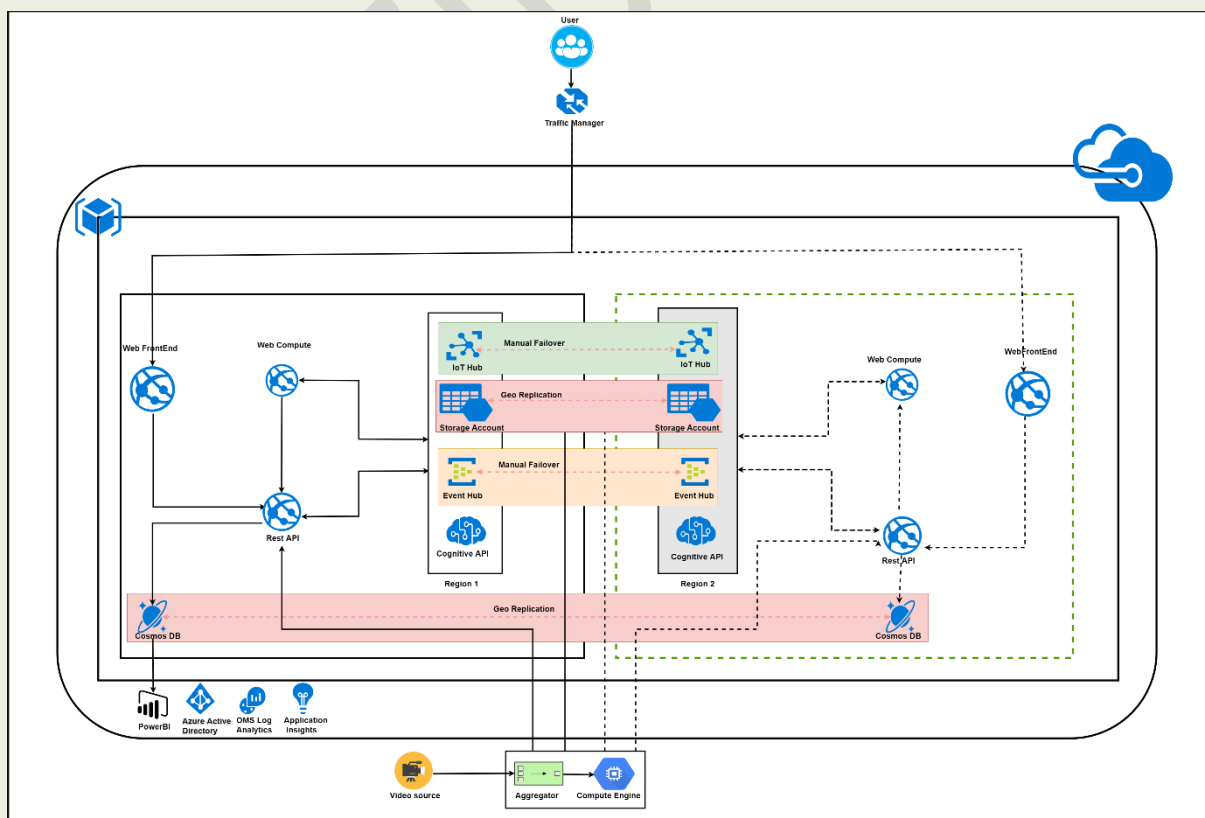 User
Traffic Manager
Web FrontEnd
Web Compute
IoT Hub
Manual Failover
IoT Hub
Web Compute
WebFrontEnd
Geo Replication
Storage Account
Storage Account
Manual Failover
Event Hub
Event Hub
Rest API
Cognitive API
Cognitive API
Rest API
Region 1
Region 2
Geo Replication
Cosmos DB
Cosmos DB
PowerBI
Azure Active
Directory
OMS Log
Analytics
Application
Insights
Video source
Aggregator
Compute Engine